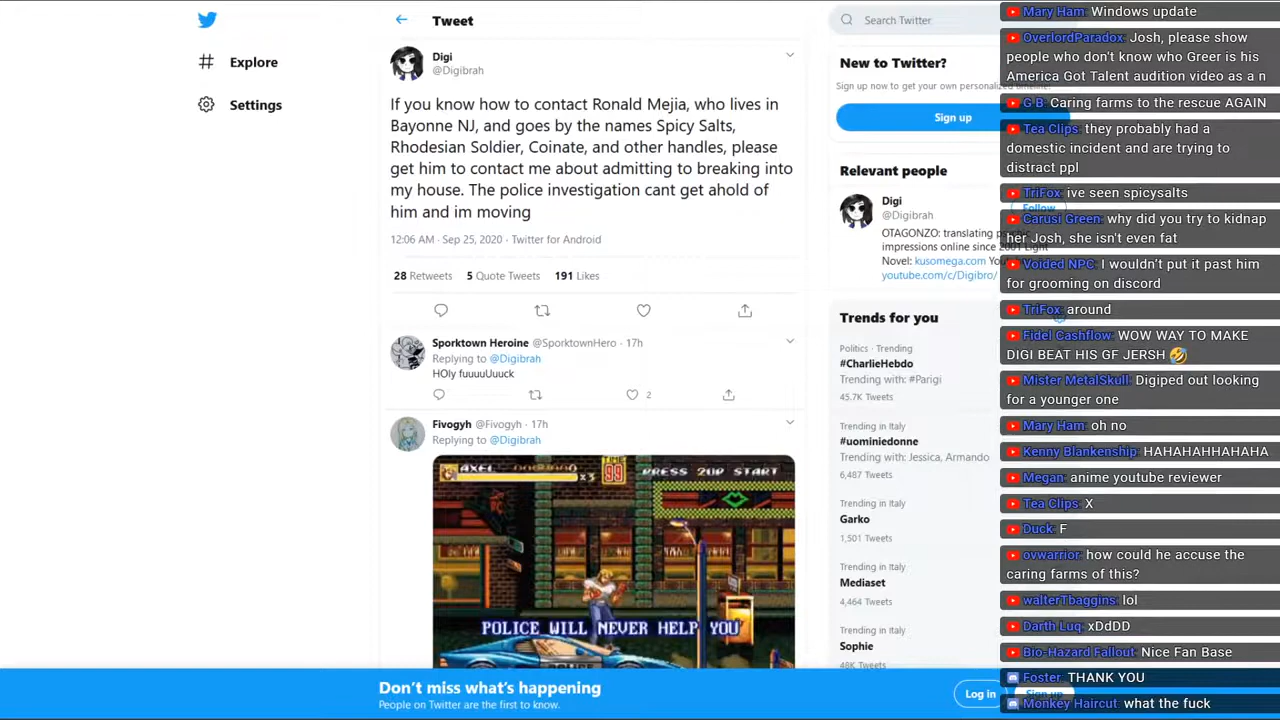 Explore
Settings
Tweet
Digi
@Digibrah
If you know how to contact Ronald Mejia, who lives in
Bayonne NJ, and goes by the names Spicy Salts,
Rhodesian Soldier, Coinate, and other handles, please
get him to contact me about admitting to breaking into
my house. The police investigation cant get ahold of
him and im moving
12:06 AM · Sep 25, 2020 · Twitter for Android
28 Retweets 5 Quote Tweets 191 Likes
Sporktown Heroine @SporktownHero · 17h
Replying to @Digibrah
HOly fuuuuUuuck
2
Fivogyh @Fivogyh · 17h
Replying to @Digibrah
AXEL
x3
TIME
99
PRESS 2UP START
POLICE WILL NEVER HELP YOU
POLICE
Search Twitter
New to Twitter?
Sign up now to get your own personalized timeline!
Sign up
Relevant people
Digi
@Digibrah
Follow
OTAGONZO: translating psychic
impressions online since 2001 Light
Novel: kusomega.com
youtube.com/c/Digibro/
Trends for you
Politics · Trending
#CharlieHebdo
Trending with: #Parigi
45.7K Tweets
Trending in Italy
#uominiedonne
Trending with: Jessica, Armando
6,487 Tweets
Trending in Italy
Garko
1,501 Tweets
Trending in Italy
Mediaset
4,464 Tweets
Trending in Italy
Sophie
48K Tweets
Don't miss what's happening
People on Twitter are the first to know.
Log in
Sign up
Mary Ham: Windows update
OverlordParadox: Josh, please show
people who don't know who Greer is his
America Got Talent audition video as a n
G B: Caring farms to the rescue AGAIN
Tea Clips: they probably had a
domestic incident and are trying to
distract ppl
TriFox: ive seen spicysalts
Carusi Green: why did you try to kidnap
her Josh, she isn't even fat
Voided NPC: I wouldn't put it past him
for grooming on discord
TriFox: around
Fidel Cashflow: WOW WAY TO MAKE
DIGI BEAT HIS GF JERSH 🤣
Mister MetalSkull: Digiped out looking
for a younger one
Mary Ham: oh no
Kenny Blankenship: HAHAHAHHAHAHA
Megan: anime youtube reviewer
Tea Clips: X
Duck: F
ovwarrior: how could he accuse the
caring farms of this?
walterTbaggins: lol
Darth Luq: xDdDD
Bio-Hazard Fallout: Nice Fan Base
Foster: THANK YOU
Monkey Haircut: what the fuck